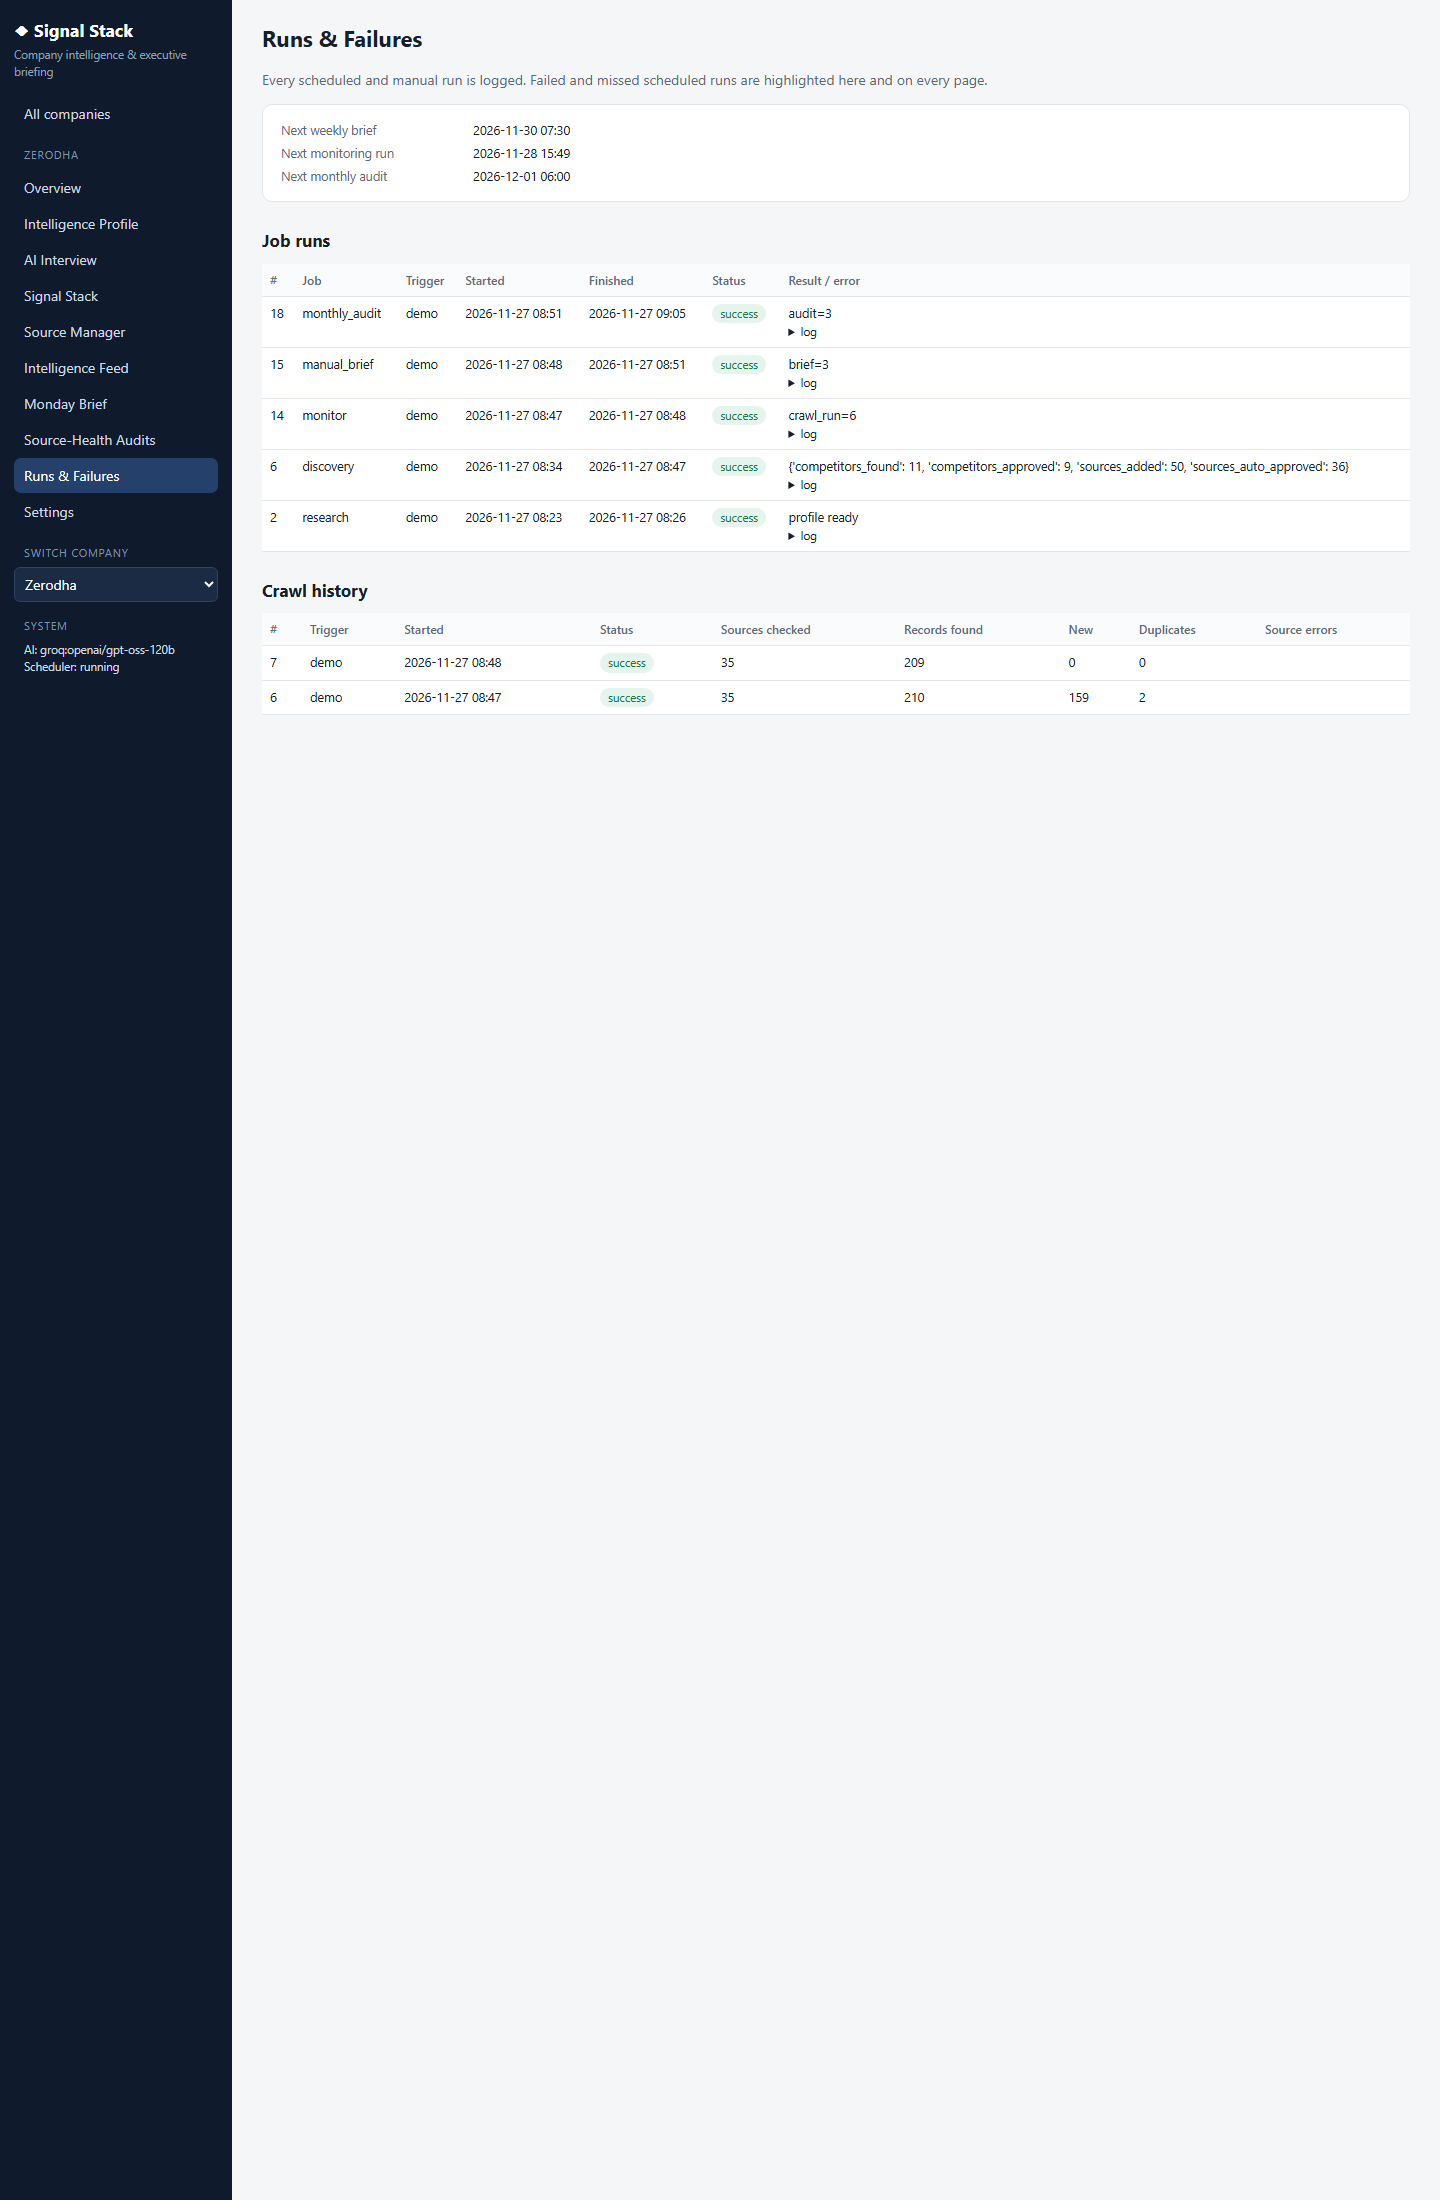 Signal Stack
Company intelligence & executive
briefing
All companies
ZERODHA
Overview
Intelligence Profile
AI Interview
Signal Stack
Source Manager
Intelligence Feed
Monday Brief
Source-Health Audits
Runs & Failures
Settings
SWITCH COMPANY
Zerodha
SYSTEM
AI: groq:openai/gpt-oss-120b
Scheduler: running
Runs & Failures
Every scheduled and manual run is logged. Failed and missed scheduled runs are highlighted here and on every page.
Next weekly brief 2026-11-30 07:30
Next monitoring run 2026-11-28 15:49
Next monthly audit 2026-12-01 06:00
Job runs
# Job Trigger Started Finished Status Result / error
18 monthly_audit demo 2026-11-27 08:51 2026-11-27 09:05 success audit=3
log
15 manual_brief demo 2026-11-27 08:48 2026-11-27 08:51 success brief=3
log
14 monitor demo 2026-11-27 08:47 2026-11-27 08:48 success crawl_run=6
log
6 discovery demo 2026-11-27 08:34 2026-11-27 08:47 success {'competitors_found': 11, 'competitors_approved': 9, 'sources_added': 50, 'sources_auto_approved': 36}
log
2 research demo 2026-11-27 08:23 2026-11-27 08:26 success profile ready
log
Crawl history
# Trigger Started Status Sources checked Records found New Duplicates Source errors
7 demo 2026-11-27 08:48 success 35 209 0 0
6 demo 2026-11-27 08:47 success 35 210 159 2